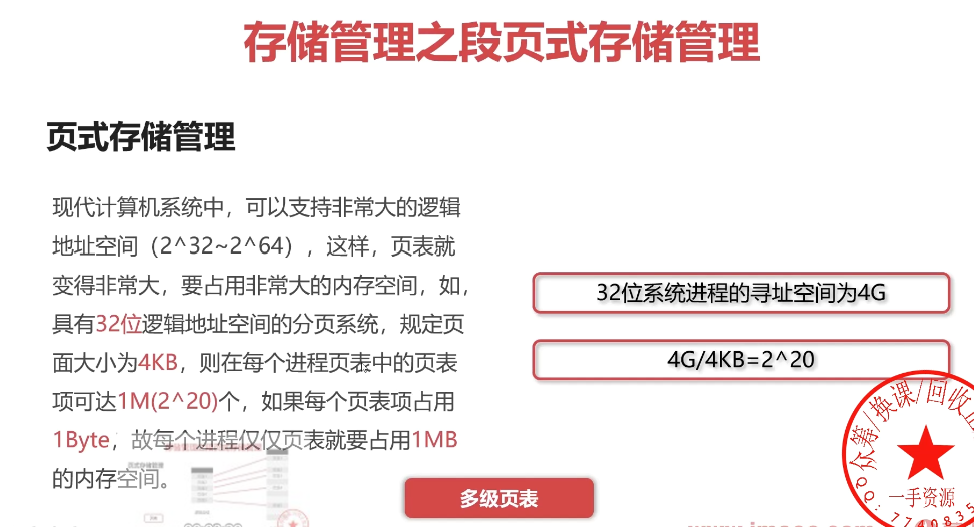 存储管理之段页式存储管理
页式存储管理
现代计算机系统中，可以支持非常大的逻辑
地址空间（2^32~2^64），这样，页表就
变得非常大，要占用非常大的内存空间，如，
具有32位逻辑地址空间的分页系统，规定页
面大小为4KB，则在每个进程页表中的页表
项可达1M(2^20)个，如果每个页表项占用
1Byte，故每个进程仅仅页表就要占用1MB
的内存空间。
32位系统进程的寻址空间为4G
4G/4KB=2^20
多级页表
众筹/换课/回收
一手资源